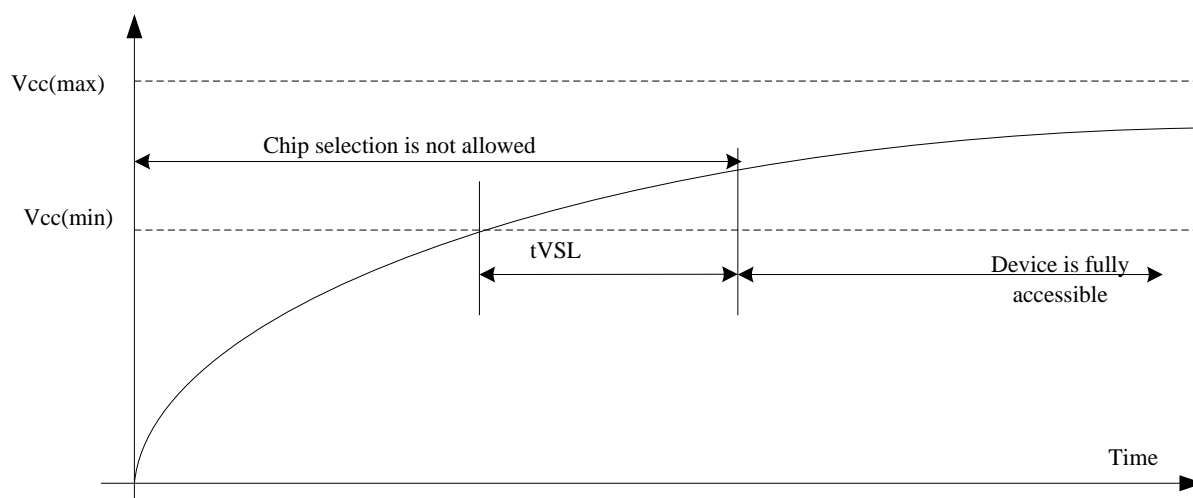 Vcc(max)
Chip selection is not allowed
Vcc(min)
tVSL
Device is fully
accessible
Time